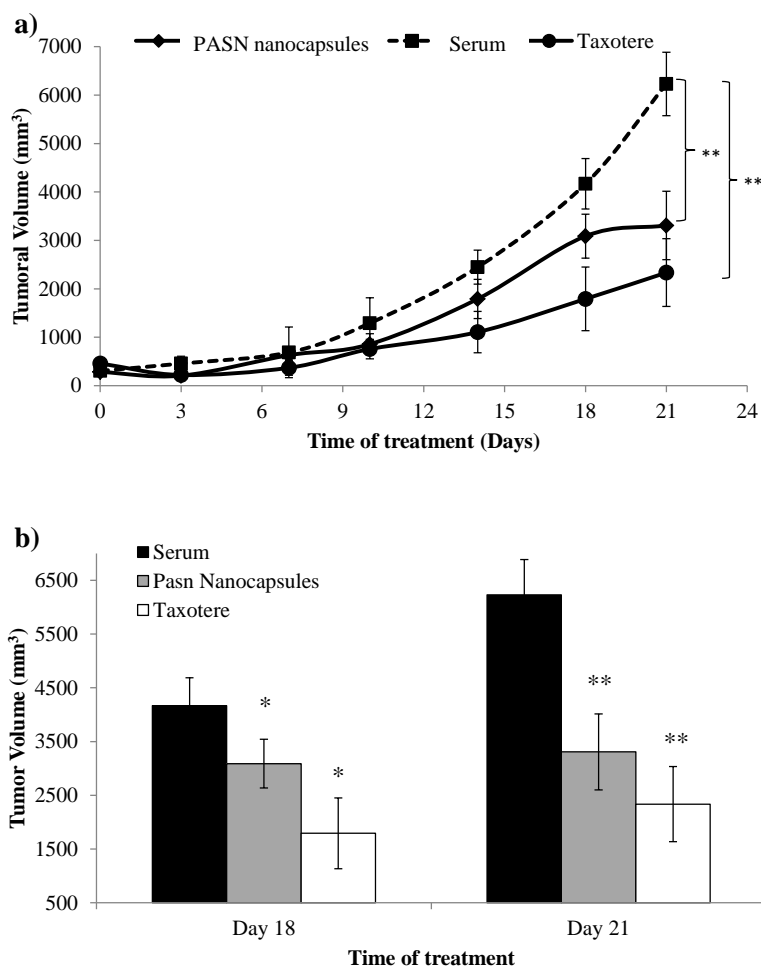 a)
PASN nanocapsules Serum Taxotere
7000
6000
5000
4000
3000
2000
1000
0
Tumoral Volume (mm³)
**
**
0 3 6 9 12 15 18 21 24
Time of treatment (Days)
b)
Serum
Pasn Nanocapsules
Taxotere
6500
5500
4500
3500
2500
1500
500
Tumor Volume (mm³)
*
*
**
**
Day 18 Day 21
Time of treatment